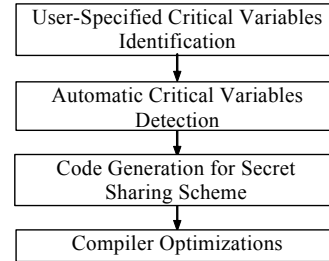 User-Specified Critical Variables
Identification
Automatic Critical Variables
Detection
Code Generation for Secret
Sharing Scheme
Compiler Optimizations